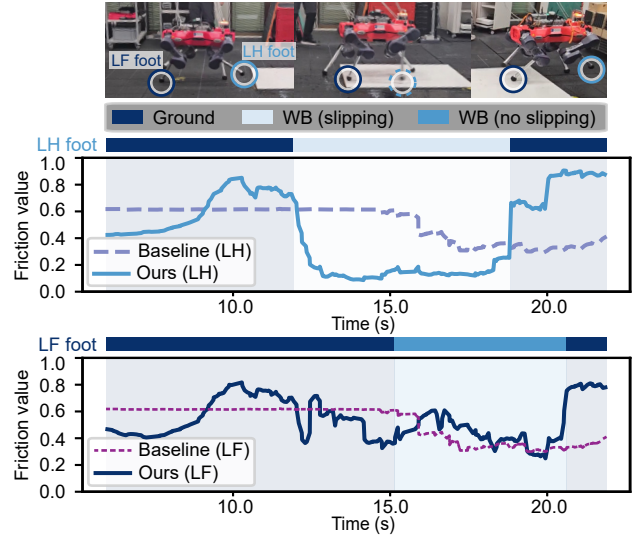 LF foot
LH foot
Ground WB (slipping) WB (no slipping)
LH foot
Friction value
1.0
0.8
0.6
0.4
0.2
0.0
Baseline (LH)
Ours (LH)
10.0 15.0 20.0
Time (s)
LF foot
Friction value
1.0
0.8
0.6
0.4
0.2
0.0
Baseline (LF)
Ours (LF)
10.0 15.0 20.0
Time (s)